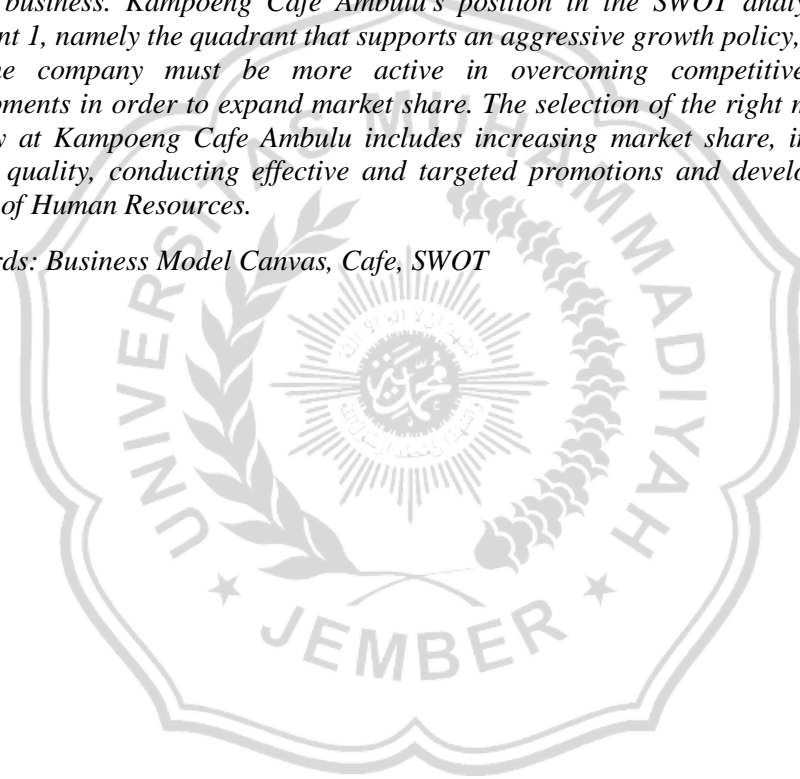 business. Kampoeng Cafe Ambulu's position in the SWOT analy
nt 1, namely the quadrant that supports an aggressive growth policy,
he company must be more active in overcoming competitive
pments in order to expand market share. The selection of the right m
y at Kampoeng Cafe Ambulu includes increasing market share, in
quality, conducting effective and targeted promotions and develo
of Human Resources.
rds: Business Model Canvas, Cafe, SWOT
UNIVERSITAS MUHAMMADIYAH
JEMBER